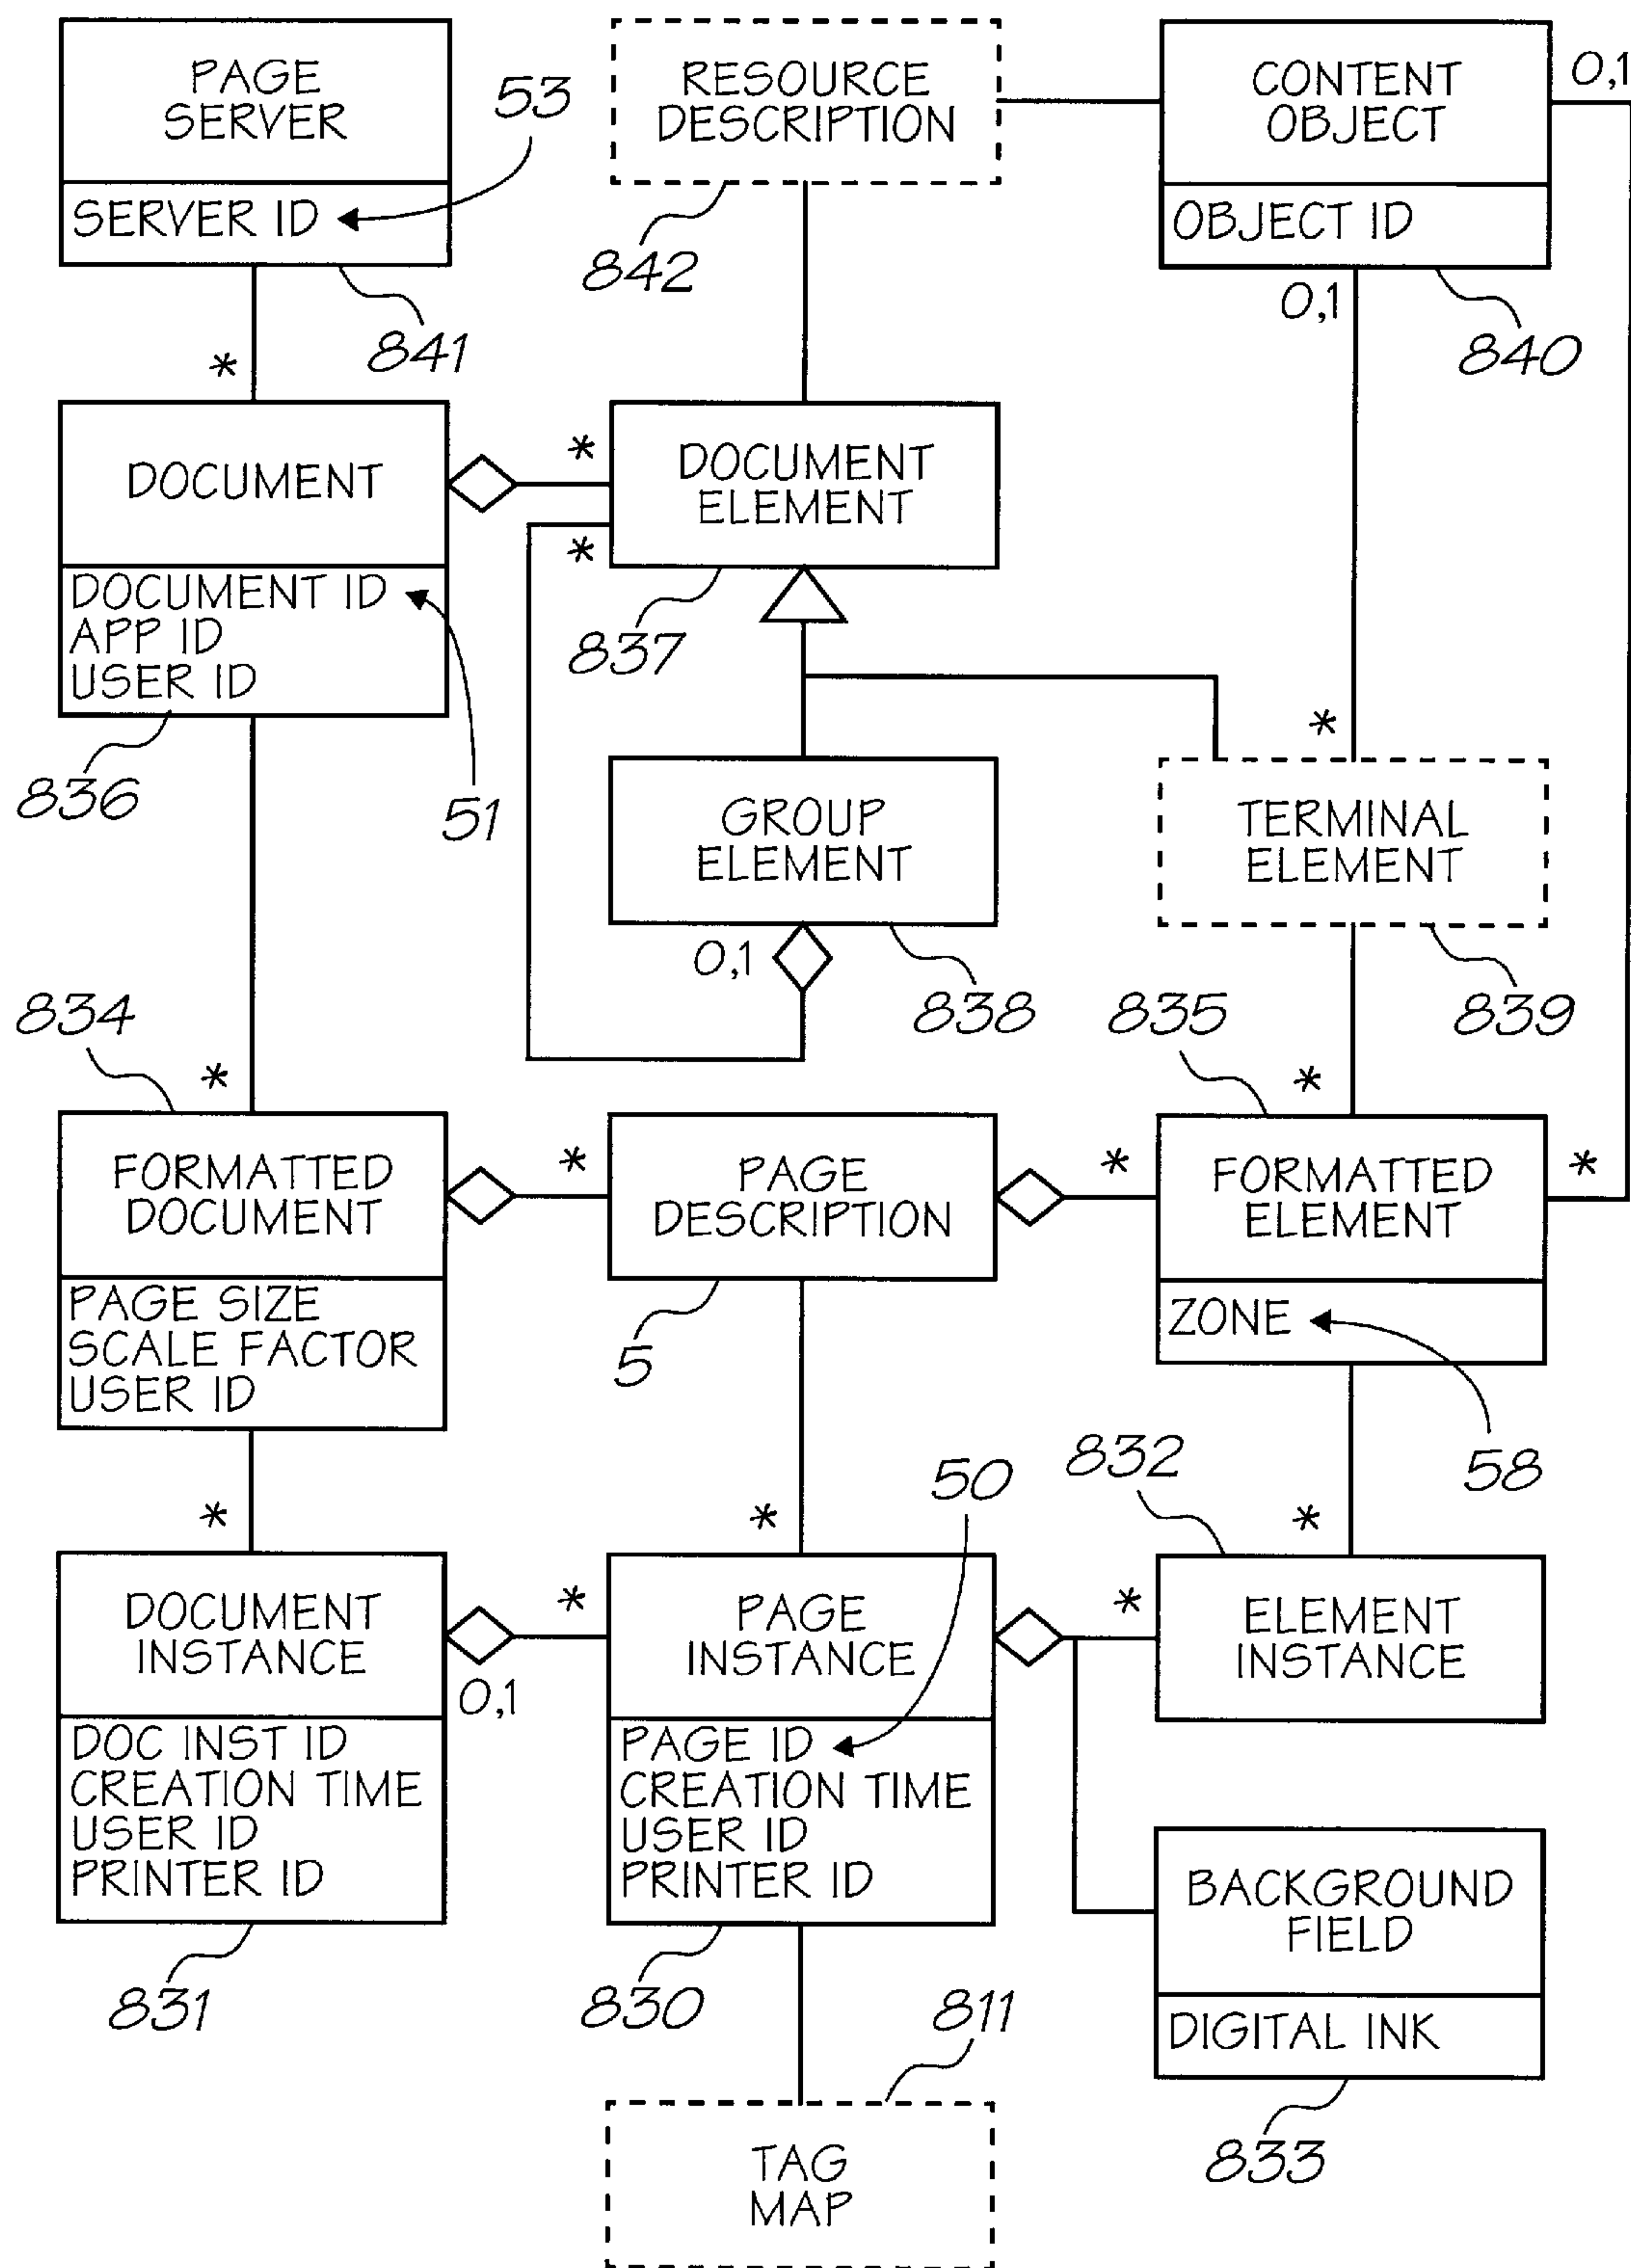 PAGE
SERVER
SERVER ID
53
841
*
RESOURCE
DESCRIPTION
842
CONTENT
OBJECT
OBJECT ID
0,1
0,1
840
DOCUMENT
DOCUMENT ID
APP ID
USER ID
836
51
*
*
DOCUMENT
ELEMENT
837
GROUP
ELEMENT
0,1
838
*
TERMINAL
ELEMENT
839
834
*
FORMATTED
DOCUMENT
PAGE SIZE
SCALE FACTOR
USER ID
*
PAGE
DESCRIPTION
5
*
835
*
FORMATTED
ELEMENT
*
ZONE
58
*
DOCUMENT
INSTANCE
0,1
DOC INST ID
CREATION TIME
USER ID
PRINTER ID
831
*
*
50
PAGE
INSTANCE
PAGE ID
CREATION TIME
USER ID
PRINTER ID
830
*
832
*
ELEMENT
INSTANCE
BACKGROUND
FIELD
DIGITAL INK
833
811
TAG
MAP